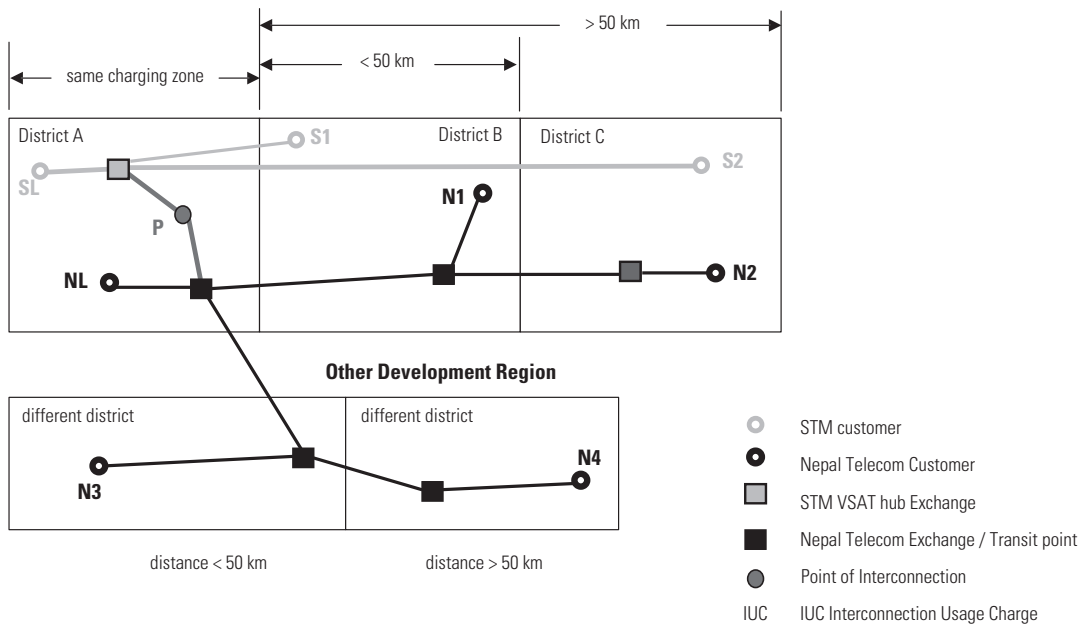 > 50 km
< 50 km
same charging zone
District A
District B
District C
S1
S2
SL
N1
P
NL
N2
Other Development Region
different district
different district
N3
N4
distance < 50 km
distance > 50 km
STM customer
Nepal Telecom Customer
STM VSAT hub Exchange
Nepal Telecom Exchange / Transit point
Point of Interconnection
IUC IUC Interconnection Usage Charge